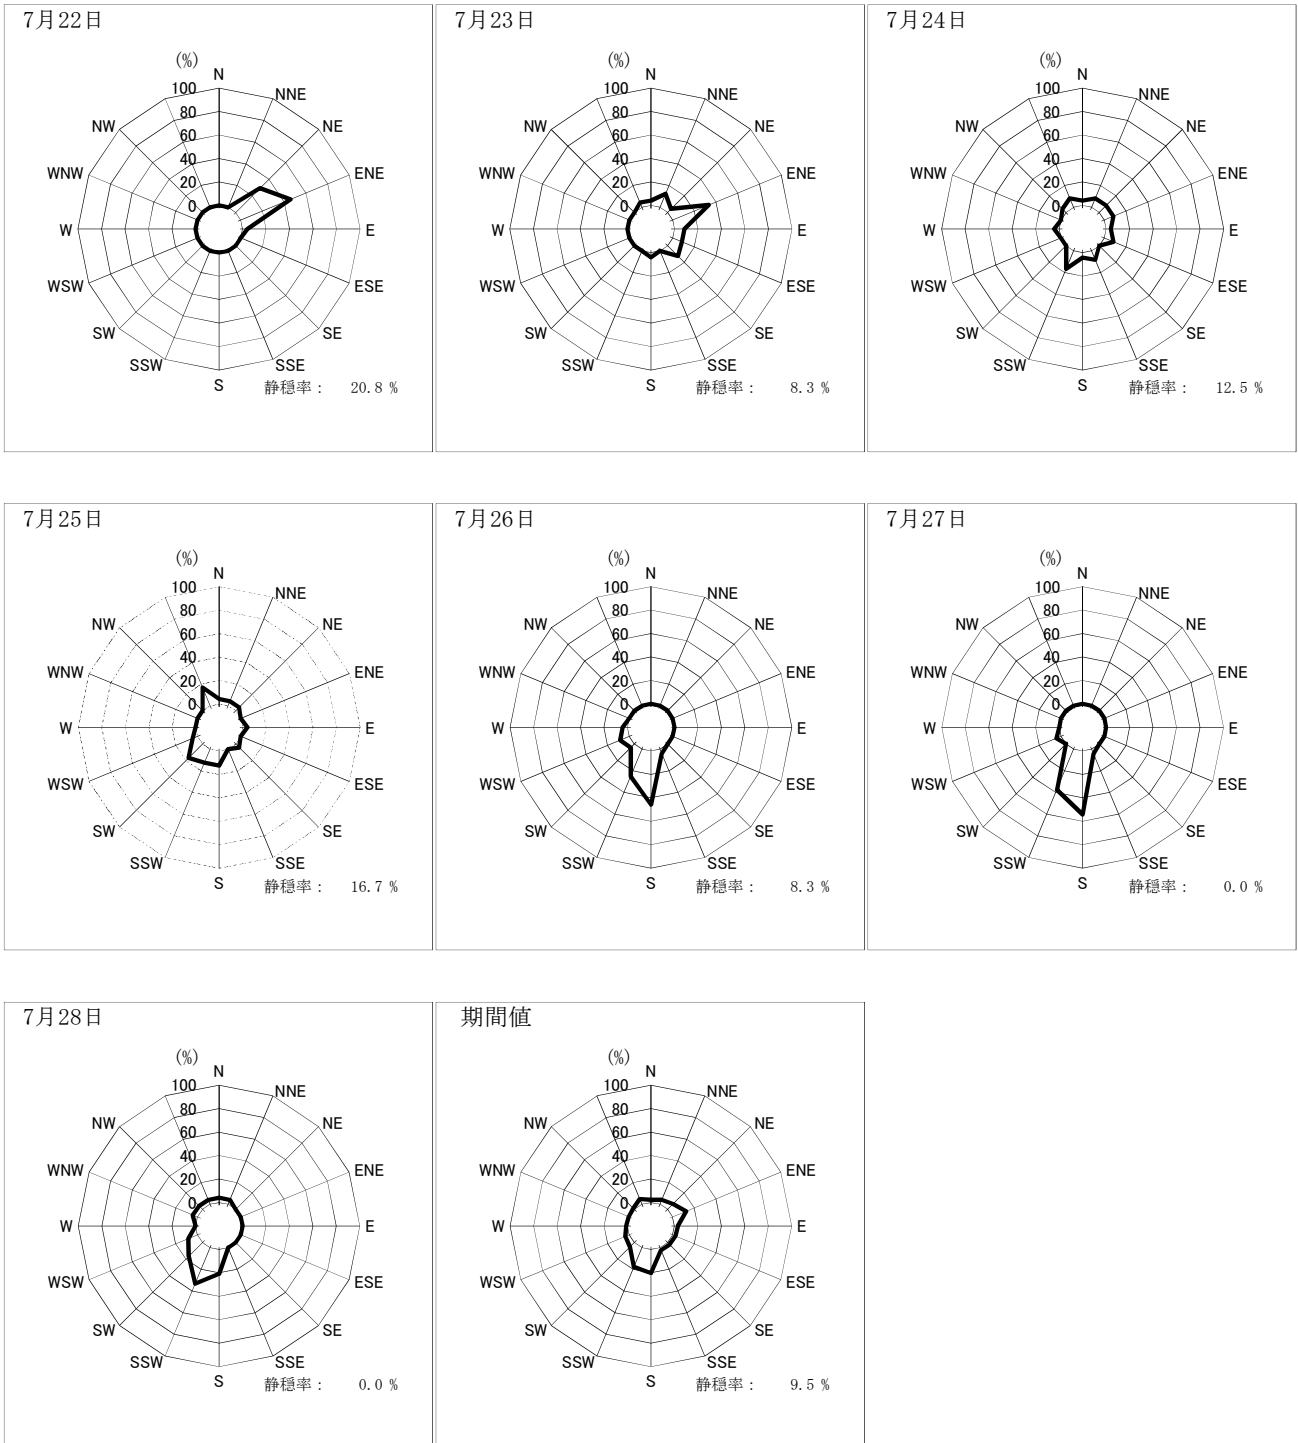 7月22日
(%)
N
100
NNE
80
NW
NE
60
40
WNW
ENE
20
0
W
E
WSW
ESE
SW
SE
SSW
SSE
S
静穏率： 20.8 %
7月23日
(%)
N
100
NNE
80
NW
NE
60
40
WNW
ENE
20
0
W
E
WSW
ESE
SW
SE
SSW
SSE
S
静穏率： 8.3 %
7月24日
(%)
N
100
NNE
80
NW
NE
60
40
WNW
ENE
20
0
W
E
WSW
ESE
SW
SE
SSW
SSE
S
静穏率： 12.5 %
7月25日
(%)
N
100
NNE
80
NW
NE
60
40
WNW
ENE
20
0
W
E
WSW
ESE
SW
SE
SSW
SSE
S
静穏率： 16.7 %
7月26日
(%)
N
100
NNE
80
NW
NE
60
40
WNW
ENE
20
0
W
E
WSW
ESE
SW
SE
SSW
SSE
S
静穏率： 8.3 %
7月27日
(%)
N
100
NNE
80
NW
NE
60
40
WNW
ENE
20
0
W
E
WSW
ESE
SW
SE
SSW
SSE
S
静穏率： 0.0 %
7月28日
(%)
N
100
NNE
80
NW
NE
60
40
WNW
ENE
20
0
W
E
WSW
ESE
SW
SE
SSW
SSE
S
静穏率： 0.0 %
期間値
(%)
N
100
NNE
80
NW
NE
60
40
WNW
ENE
20
0
W
E
WSW
ESE
SW
SE
SSW
SSE
S
静穏率： 9.5 %